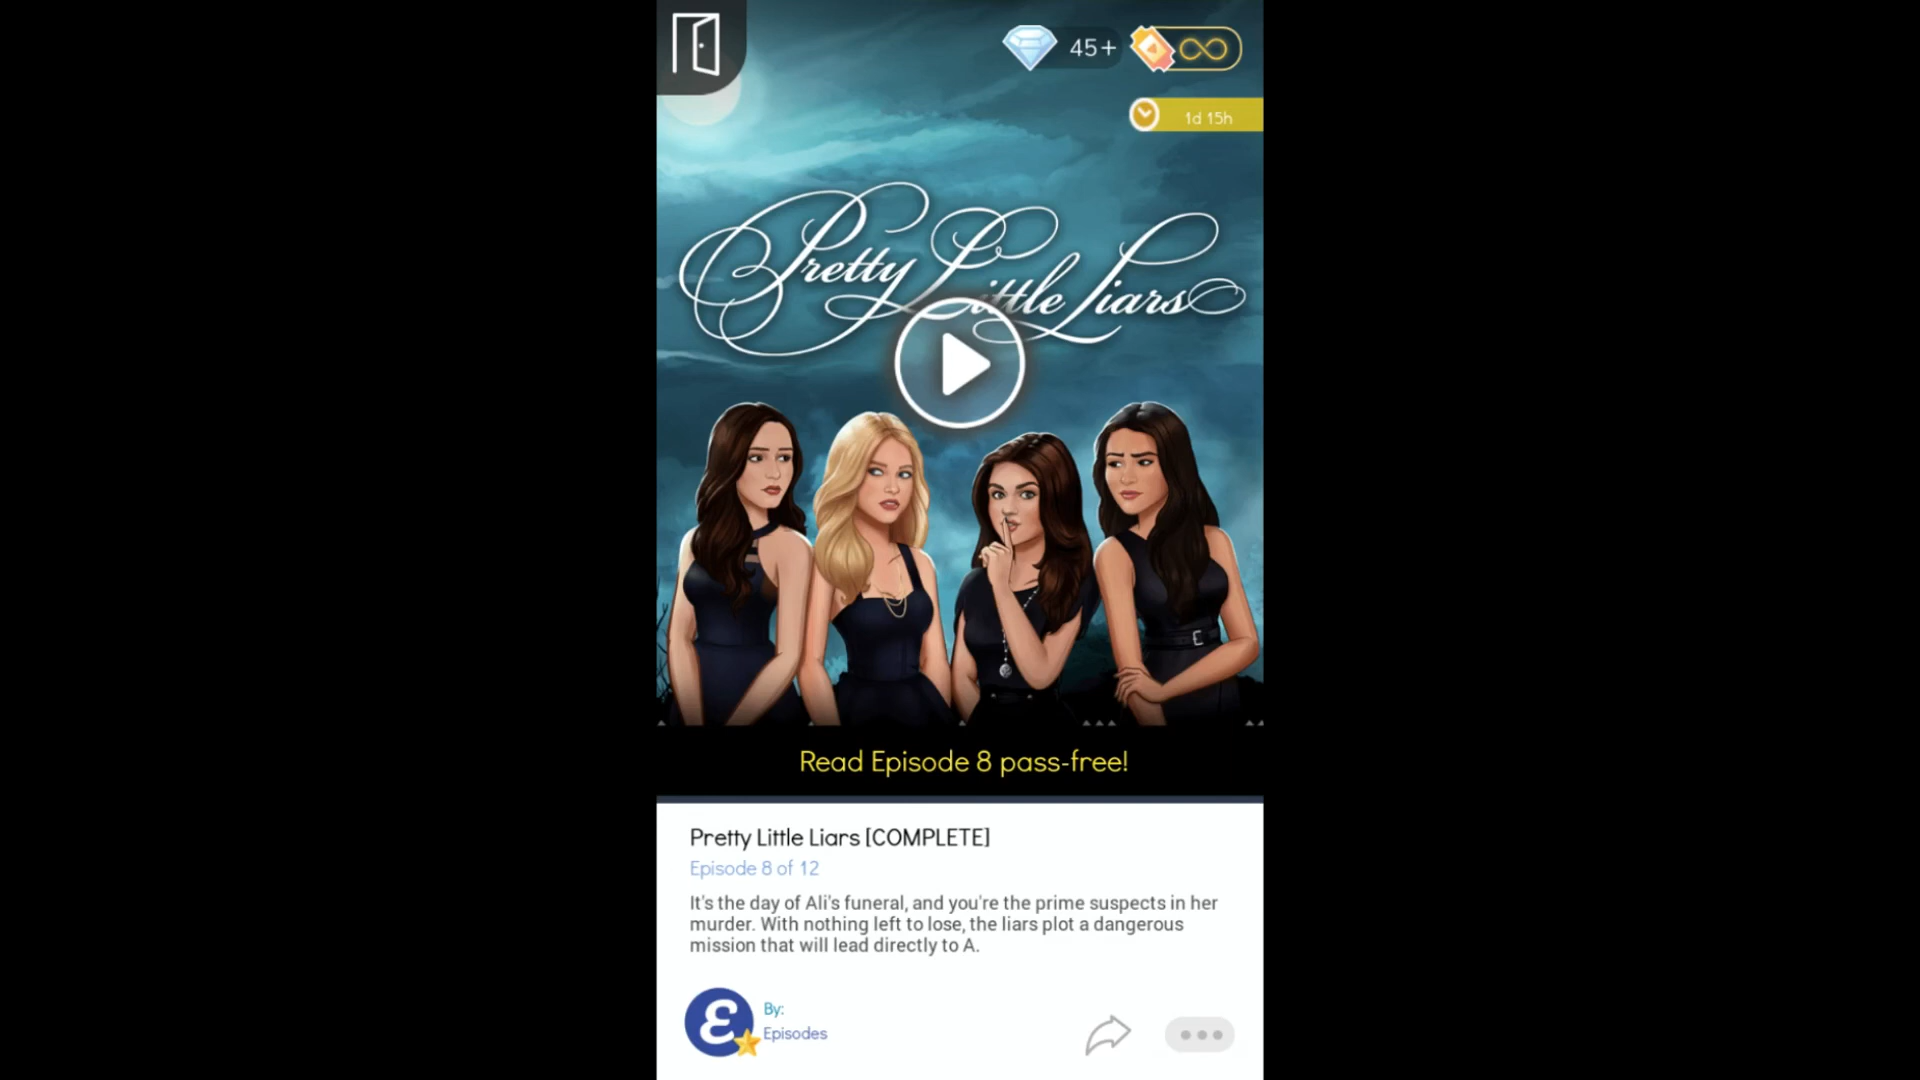 45+
1d 15h
Pretty Little Liars
Read Episode 8 pass-free!
Pretty Little Liars [COMPLETE]
Episode 8 of 12
It's the day of Ali's funeral, and you're the prime suspects in her
murder. With nothing left to lose, the liars plot a dangerous
mission that will lead directly to A.
By:
Episodes